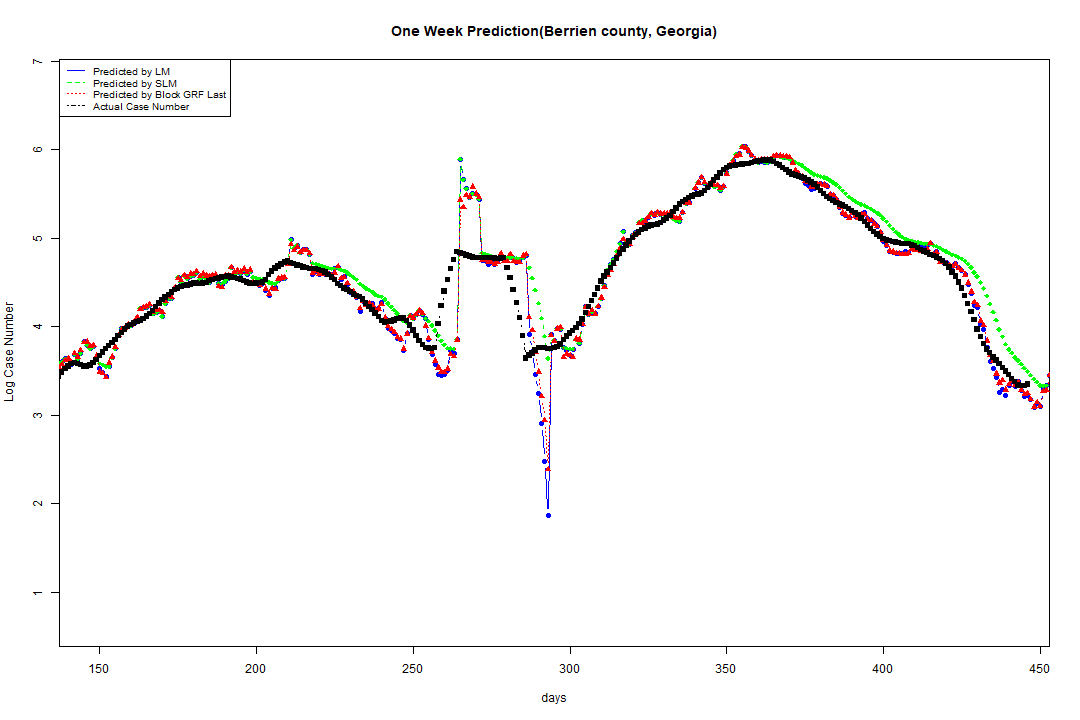 One Week Prediction(Berrien county, Georgia)
7
Predicted by LM
Predicted by SLM
Predicted by Block GRF Last
Actual Case Number
6
5
4
3
2
1
Log Case Number
150 200 250 300 350 400 450
days